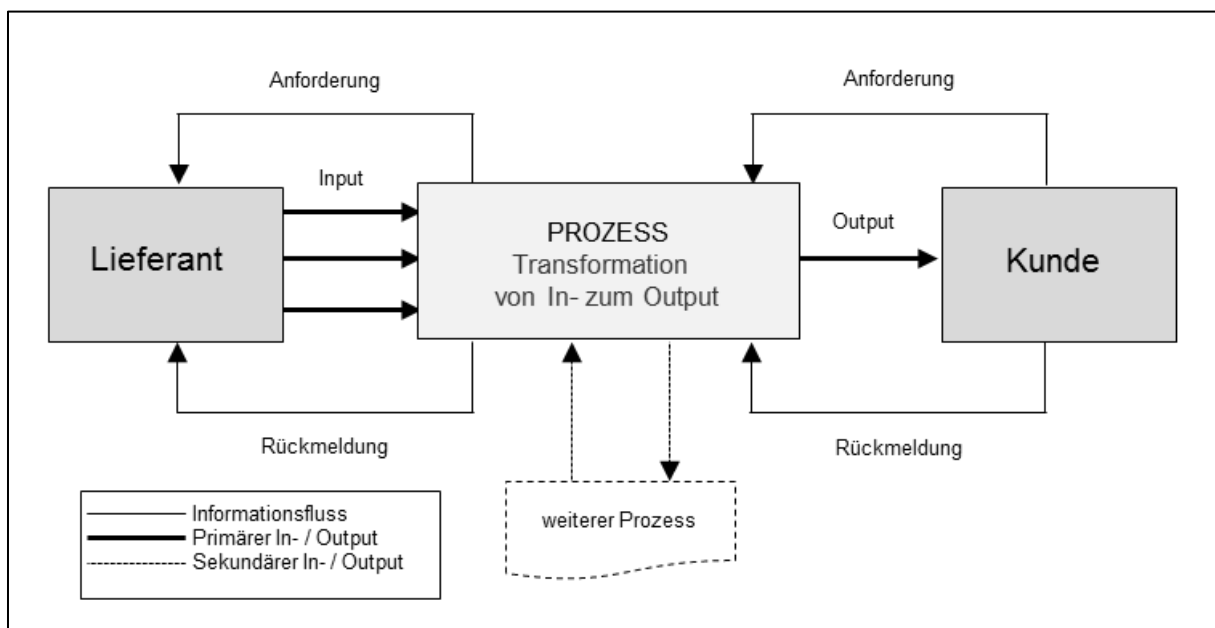 Anforderung
Anforderung
Input
Output
Lieferant
PROZESS
Transformation
von In- zum Output
Kunde
Rückmeldung
Rückmeldung
weiterer Prozess
Informationsfluss
Primärer In- / Output
Sekundärer In- / Output